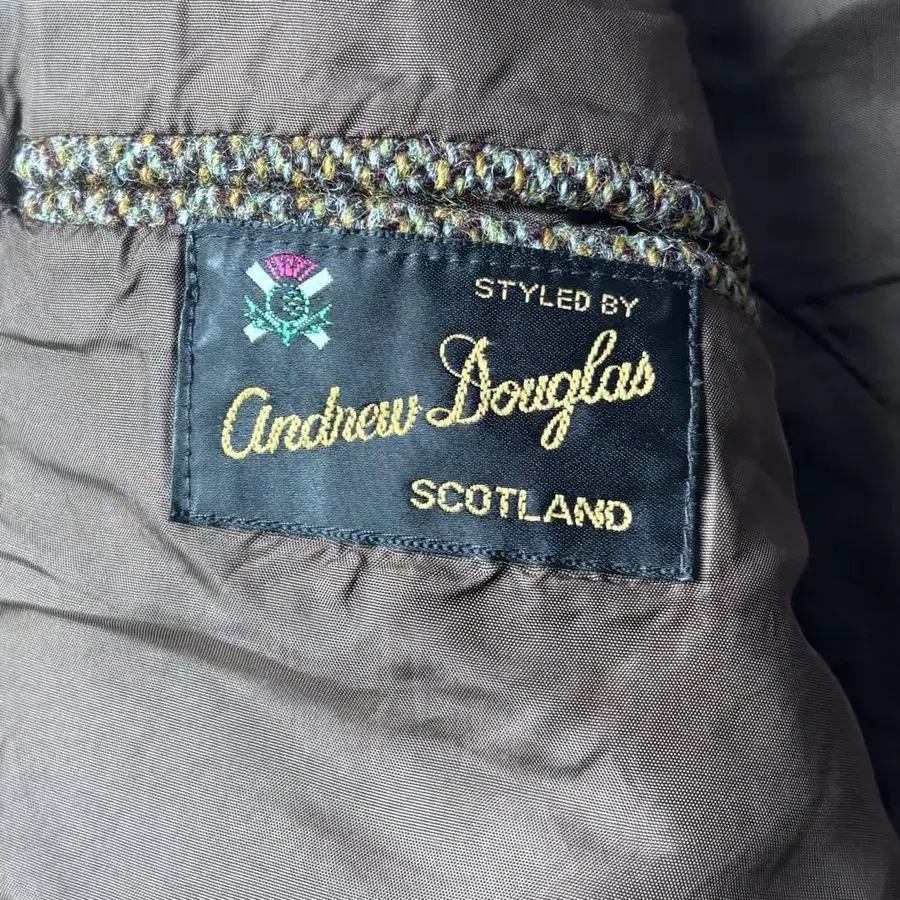 STYLED BY
Andrew Douglas
SCOTLAND